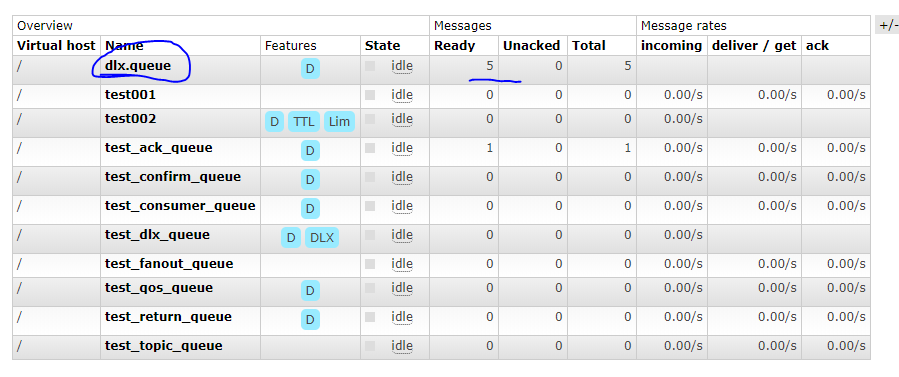 Overview Messages Message rates +/-
Virtual host Name Features State Ready Unacked Total incoming deliver / get ack
/ dlx.queue D idle 5 0 5
/ test001 idle 0 0 0 0.00/s 0.00/s 0.00/s
/ test002 D TTL Lim idle 0 0 0 0.00/s
/ test_ack_queue D idle 1 0 1 0.00/s 0.00/s 0.00/s
/ test_confirm_queue D idle 0 0 0 0.00/s 0.00/s 0.00/s
/ test_consumer_queue D idle 0 0 0 0.00/s 0.00/s 0.00/s
/ test_dlx_queue D DLX idle 0 0 0 0.00/s
/ test_fanout_queue idle 0 0 0 0.00/s 0.00/s 0.00/s
/ test_qos_queue D idle 0 0 0 0.00/s 0.00/s 0.00/s
/ test_return_queue D idle 0 0 0 0.00/s 0.00/s 0.00/s
/ test_topic_queue idle 0 0 0 0.00/s 0.00/s 0.00/s